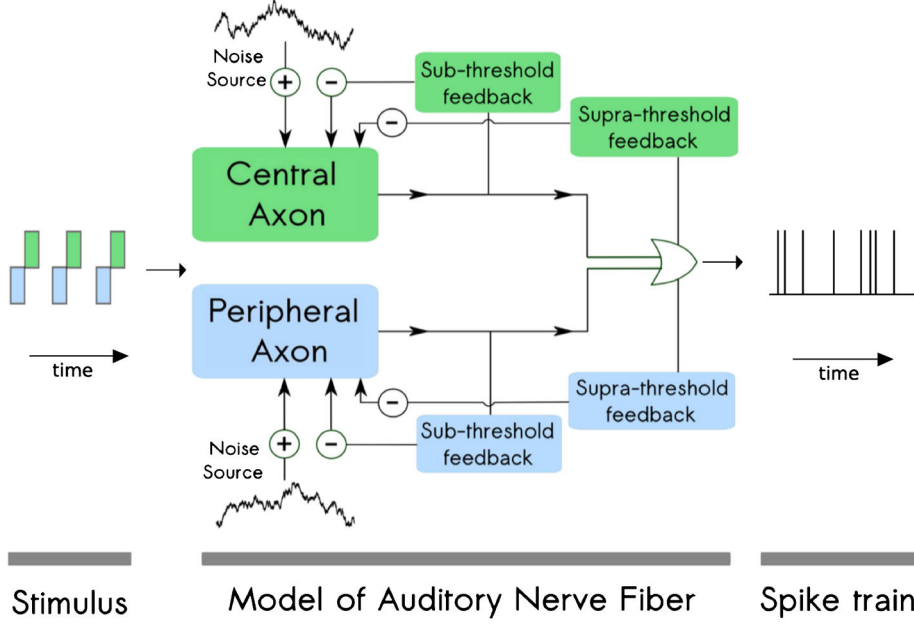 Noise
Source
+
−
Sub-threshold
feedback
−
Supra-threshold
feedback
Central
Axon
time
Peripheral
Axon
time
−
Supra-threshold
feedback
Noise
Source
+
−
Sub-threshold
feedback
Stimulus
Model of Auditory Nerve Fiber
Spike train